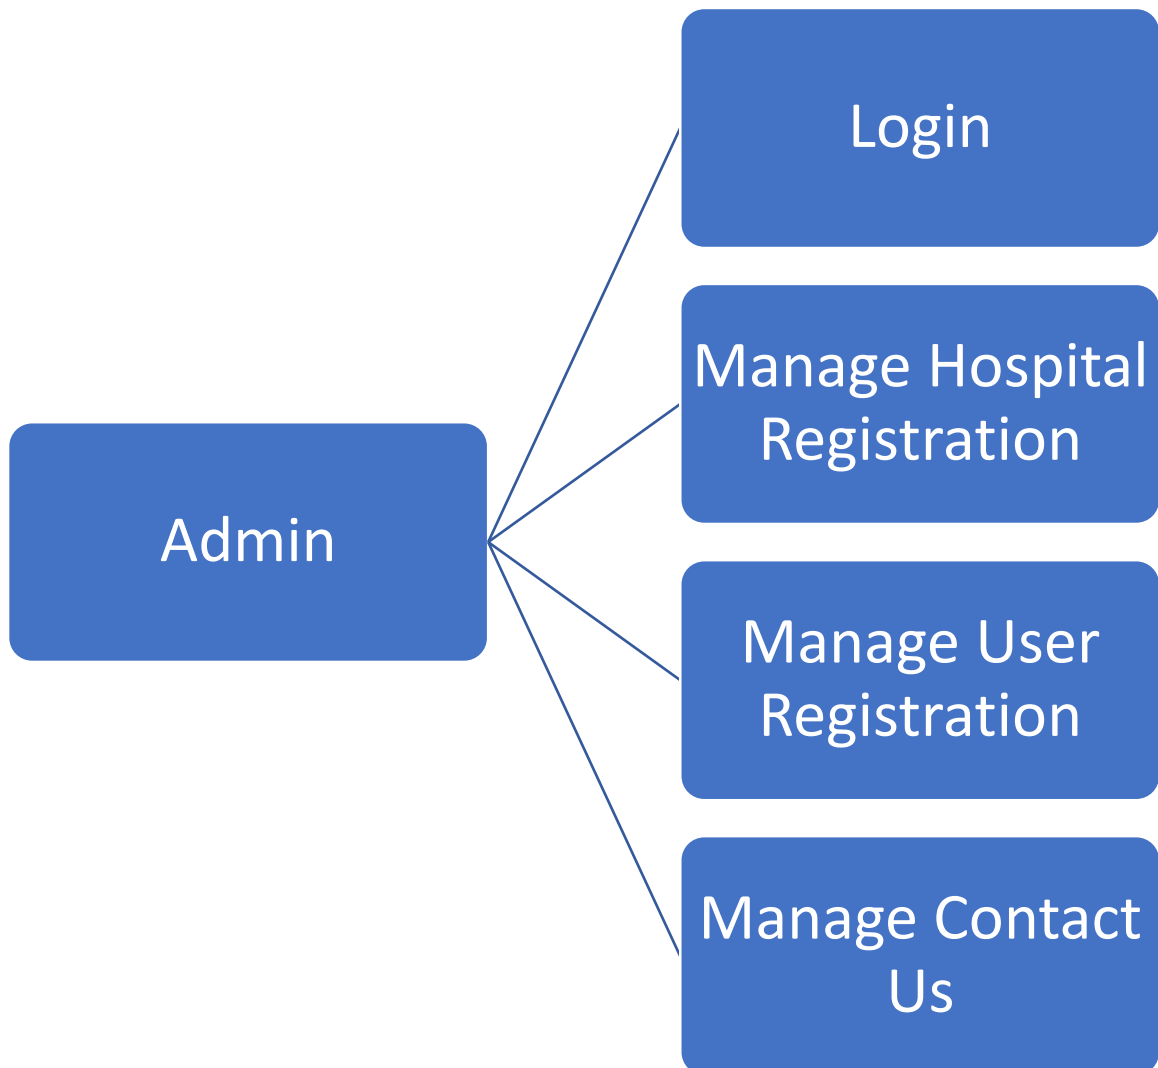 Login
Manage Hospital
Registration
Admin
Manage User
Registration
Manage Contact
Us